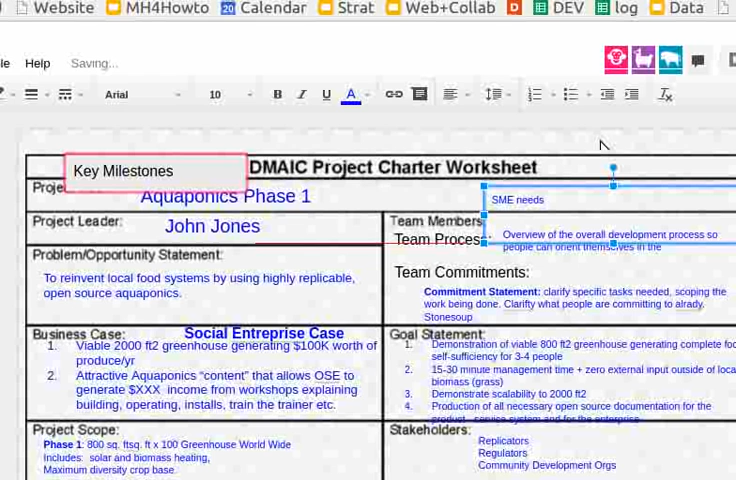 Website MH4Howto 20 Calendar Strat Web+Collab D DEV log Data
le Help Saving...
Arial 10 B I U A
Key Milestones DMAIC Project Charter Worksheet
Aquaponics Phase 1
SME needs
Project Leader: John Jones
Team Members
Team Process:
Overview of the overall development process so
people can orient themselves in the
Problem/Opportunity Statement:
To reinvent local food systems by using highly replicable,
open source aquaponics.
Team Commitments:
Commitment Statement: clarify specific tasks needed, scoping the
work being done. Clarifty what people are committing to alrady.
Stonesoup
Business Case: Social Entreprise Case
1. Viable 2000 ft2 greenhouse generating $100K worth of
produce/yr
2. Attractive Aquaponics “content” that allows OSE to
generate $XXX income from workshops explaining
building, operating, installs, train the trainer etc.
Goal Statement:
1. Demonstration of viable 800 ft2 greenhouse generating complete foo
self-sufficiency for 3-4 people
2. 15-30 minute management time + zero external input outside of loca
biomass (grass)
3. Demonstrate scalability to 2000 ft2
4. Production of all necessary open source documentation for the
product, service system and for the enterprise
Project Scope:
Phase 1: 800 sq. ftsq. ft x 100 Greenhouse World Wide
Includes: solar and biomass heating,
Maximum diversity crop base.
Stakeholders:
Replicators
Regulators
Community Development Orgs